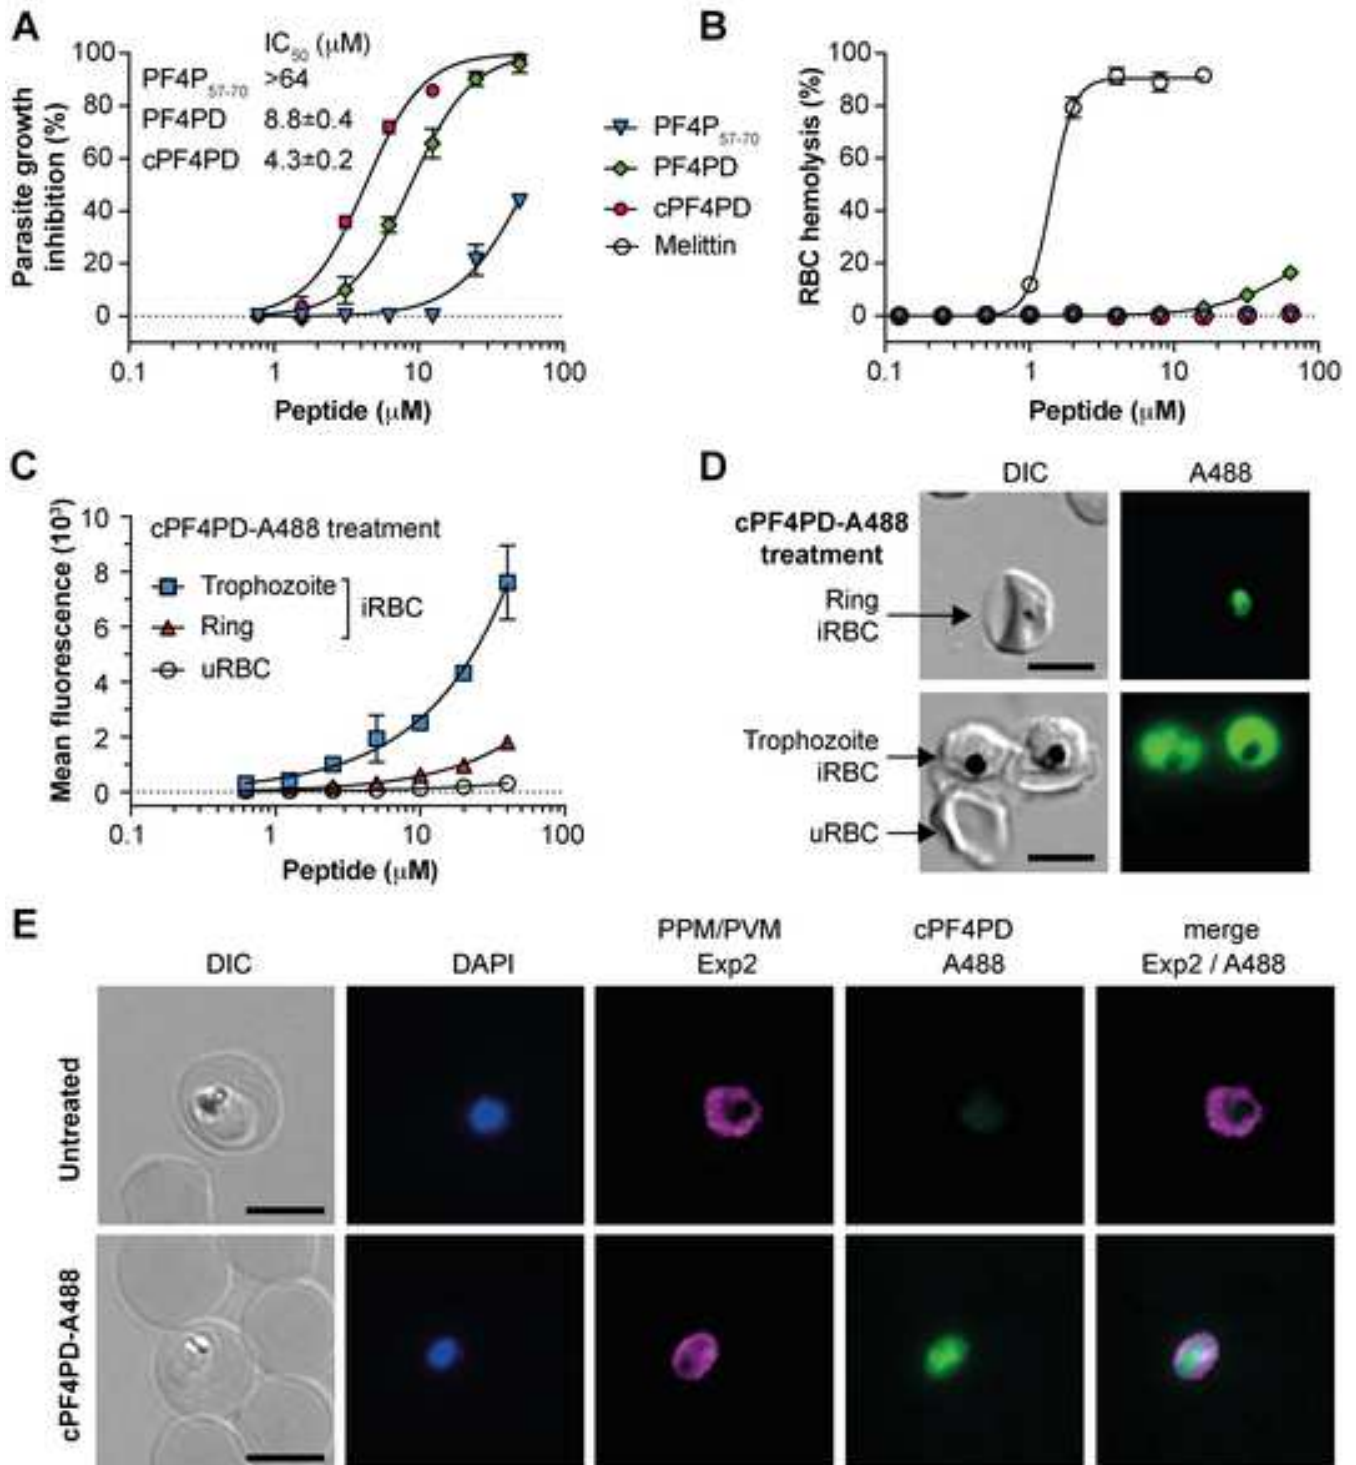 A
IC50 (μM)
PF4P57-70 >64
PF4PD 8.8±0.4
cPF4PD 4.3±0.2
Parasite growth
inhibition (%)
100
80
60
40
20
0
0.1 1 10 100
Peptide (μM)
PF4P57-70
PF4PD
cPF4PD
Melittin
B
RBC hemolysis (%)
100
80
60
40
20
0
0.1 1 10 100
Peptide (μM)
C
Mean fluorescence (10³)
10
8
6
4
2
0
cPF4PD-A488 treatment
Trophozoite
Ring
iRBC
uRBC
0.1 1 10 100
Peptide (μM)
D
DIC A488
cPF4PD-A488
treatment
Ring
iRBC
Trophozoite
iRBC
uRBC
E
DIC
DAPI
PPM/PVM
Exp2
cPF4PD
A488
merge
Exp2 / A488
Untreated
cPF4PD-A488